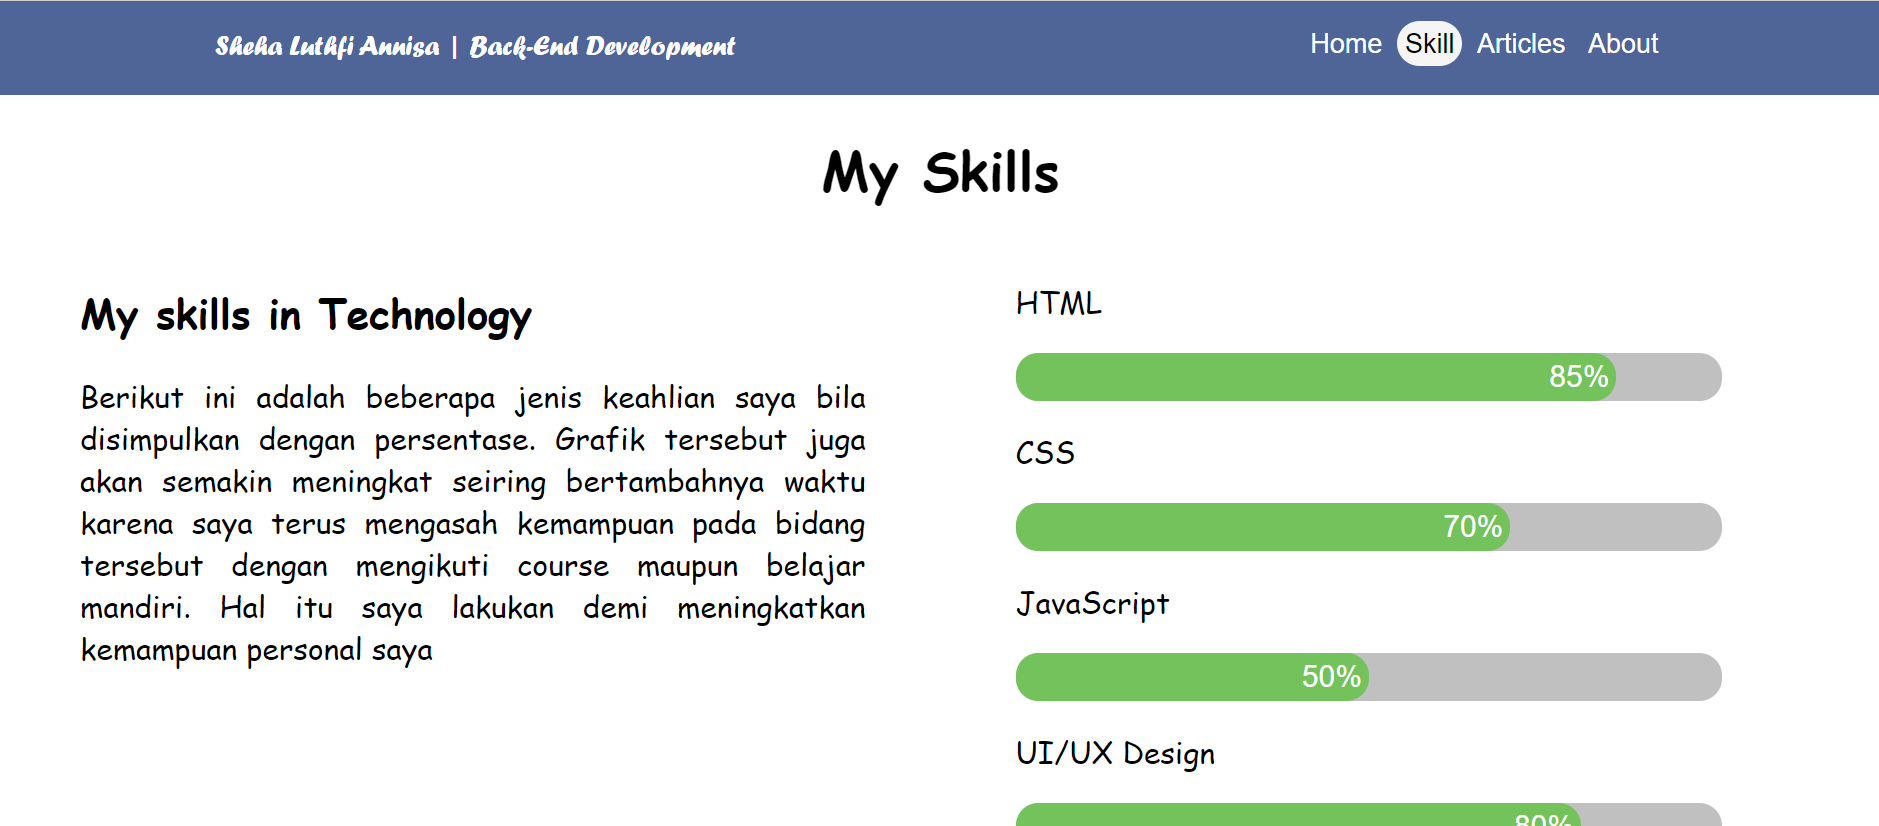 Sheha Luthfi Annisa | Back-End Development
Home Skill Articles About
My Skills
My skills in Technology
Berikut ini adalah beberapa jenis keahlian saya bila
disimpulkan dengan persentase. Grafik tersebut juga
akan semakin meningkat seiring bertambahnya waktu
karena saya terus mengasah kemampuan pada bidang
tersebut dengan mengikuti course maupun belajar
mandiri. Hal itu saya lakukan demi meningkatkan
kemampuan personal saya
HTML
85%
CSS
70%
JavaScript
50%
UI/UX Design
80%